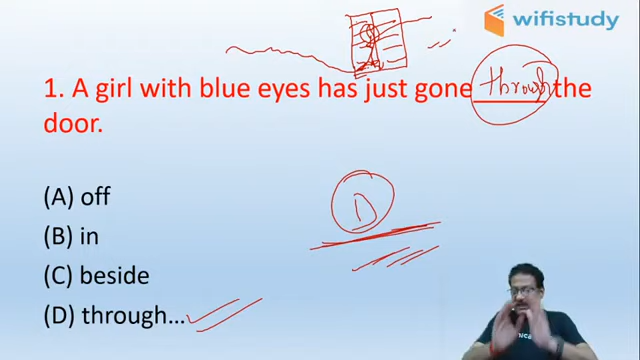 wifistudy
1. A girl with blue eyes has just gone through the
door.
(A) off
(B) in
D
(C) beside
(D) through...